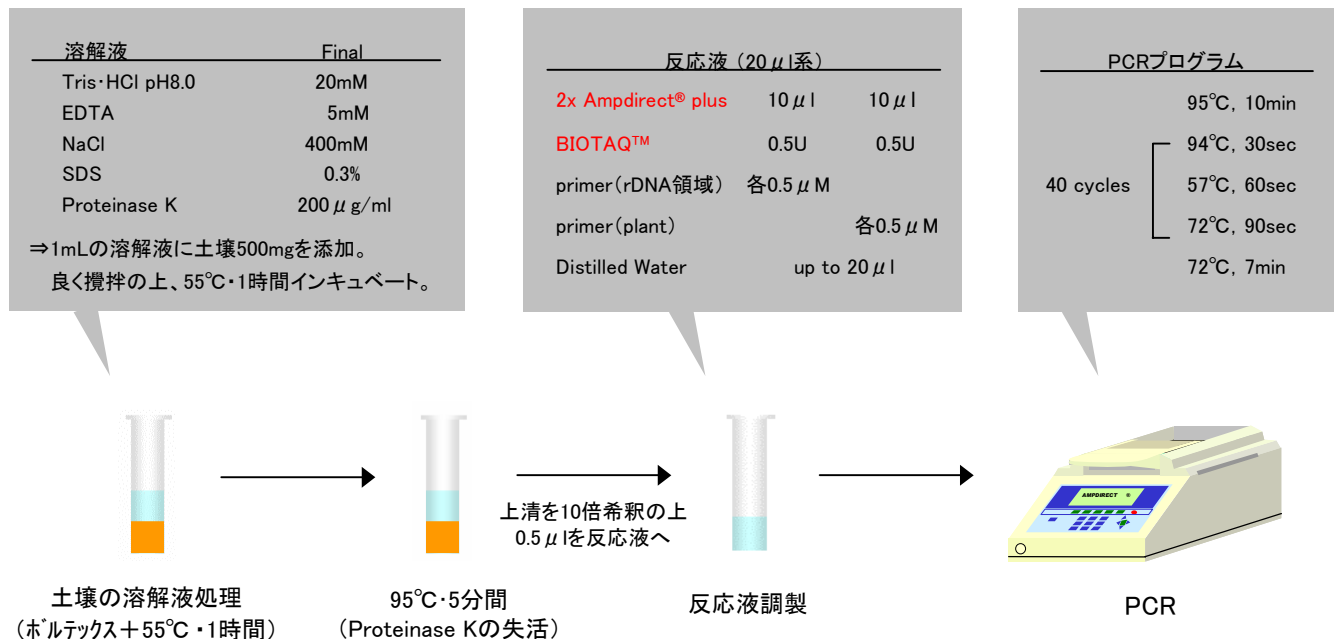 溶解液 Final
Tris・HCl pH8.0 20mM
EDTA 5mM
NaCl 400mM
SDS 0.3%
Proteinase K 200μg/ml
⇒1mLの溶解液に土壌500mgを添加。
良く攪拌の上、55℃・1時間インキュベート。
反応液（20μl系）
2x Ampdirect® plus 10μl 10μl
BIOTAQ™ 0.5U 0.5U
primer（rDNA領域） 各0.5μM
primer（plant） 各0.5μM
Distilled Water up to 20μl
PCRプログラム
95℃, 10min
94℃, 30sec
40 cycles 57℃, 60sec
72℃, 90sec
72℃, 7min
上清を10倍希釈の上
0.5μlを反応液へ
AMPDIRECT ®
土壌の溶解液処理
（ボルテックス＋55℃・1時間）
95℃・5分間
（Proteinase Kの失活）
反応液調製
PCR